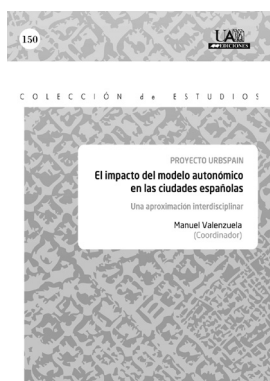 150
UAM
EDICIONES
COLECCIÓN de ESTUDIOS
PROYECTO URBSPAIN
El impacto del modelo autonómico
en las ciudades españolas
Una aproximación interdisciplinar
Manuel Valenzuela
(Coordinador)